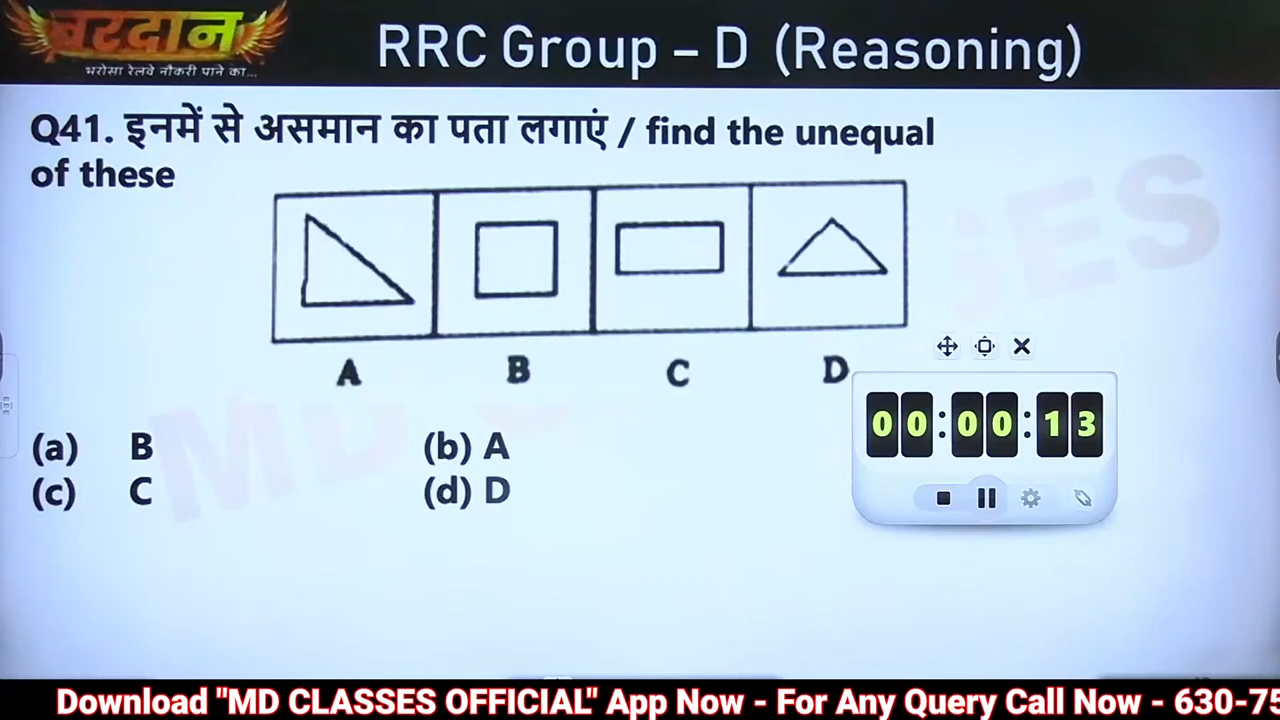 वरदान
भरोसा रेलवे नौकरी पाने का...
RRC Group – D (Reasoning)
Q41. इनमें से असमान का पता लगाएं / find the unequal
of these
A B C D
(a) B (b) A
(c) C (d) D
00:00:13
Download "MD CLASSES OFFICIAL" App Now - For Any Query Call Now - 630-75